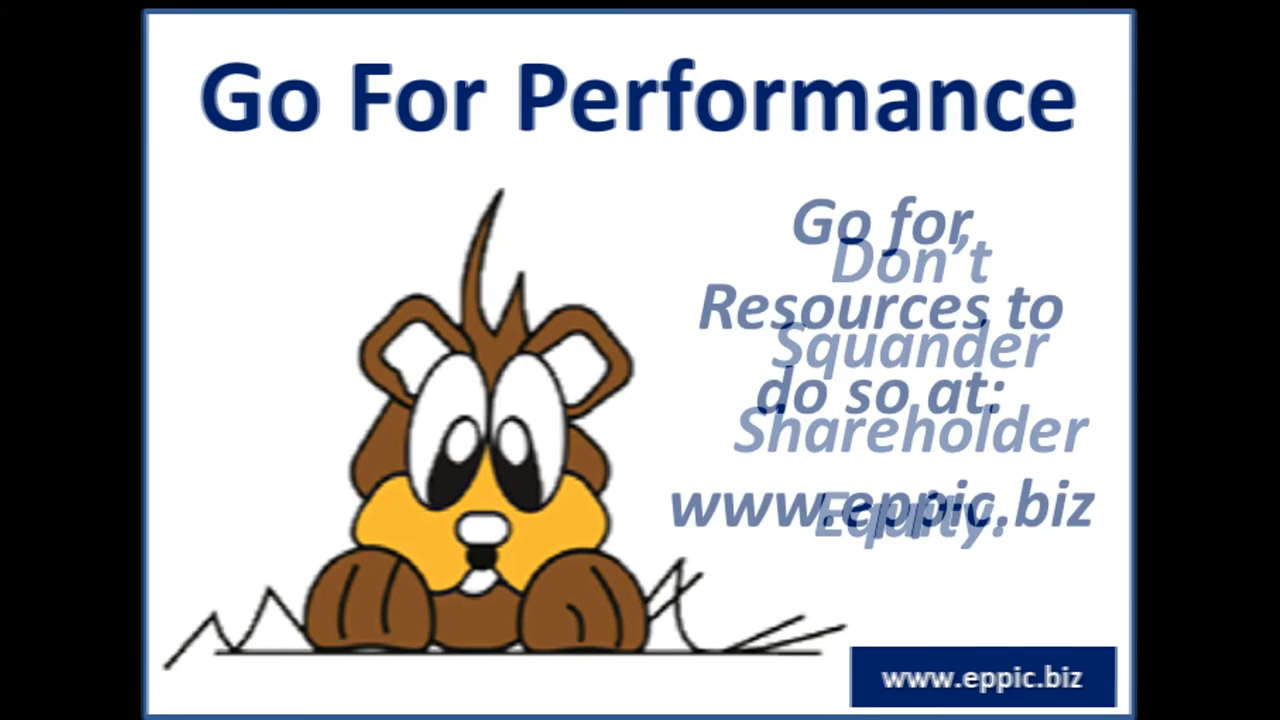 Go For Performance
Go for
Don’t
Resources to
Squander
do so at:
Shareholder
www.eppic.biz
Equity.
www.eppic.biz